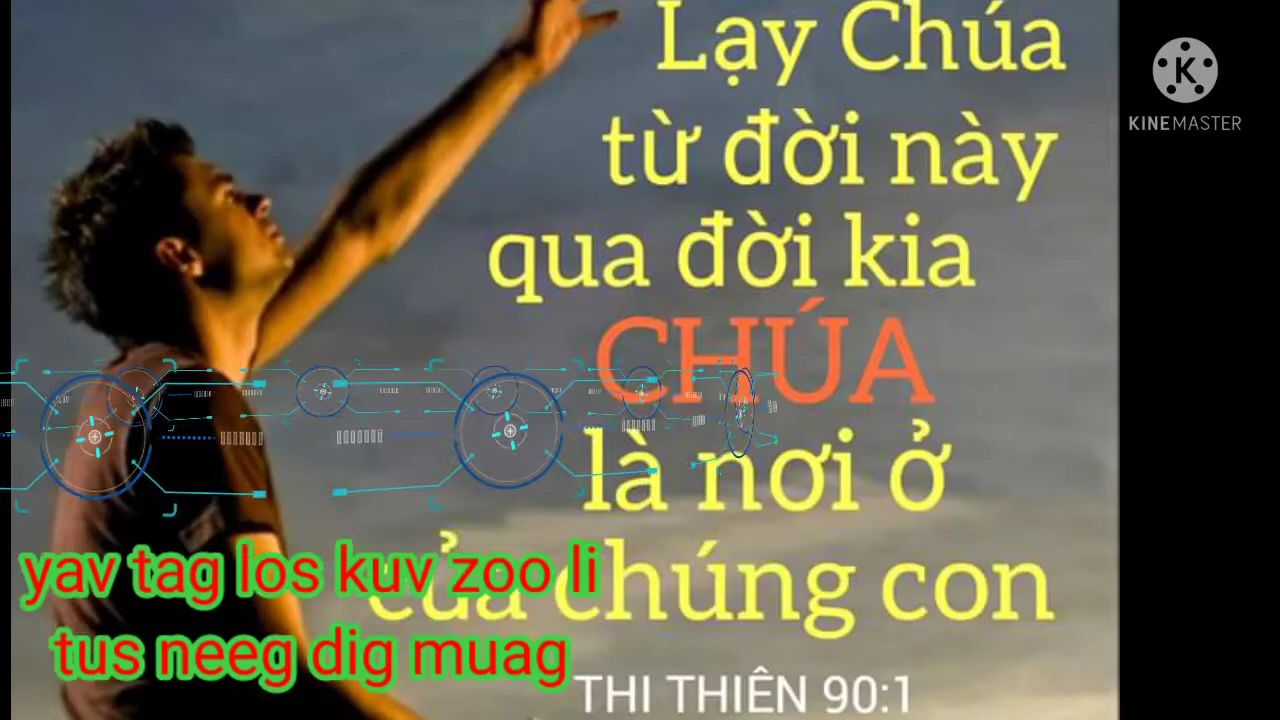 Lạy Chúa
từ đời này
qua đời kia
CHÚA
là nơi ở
của chúng con
THI THIÊN 90:1
yav tag los kuv zoo li
tus neeg dig muag
KINEMASTER